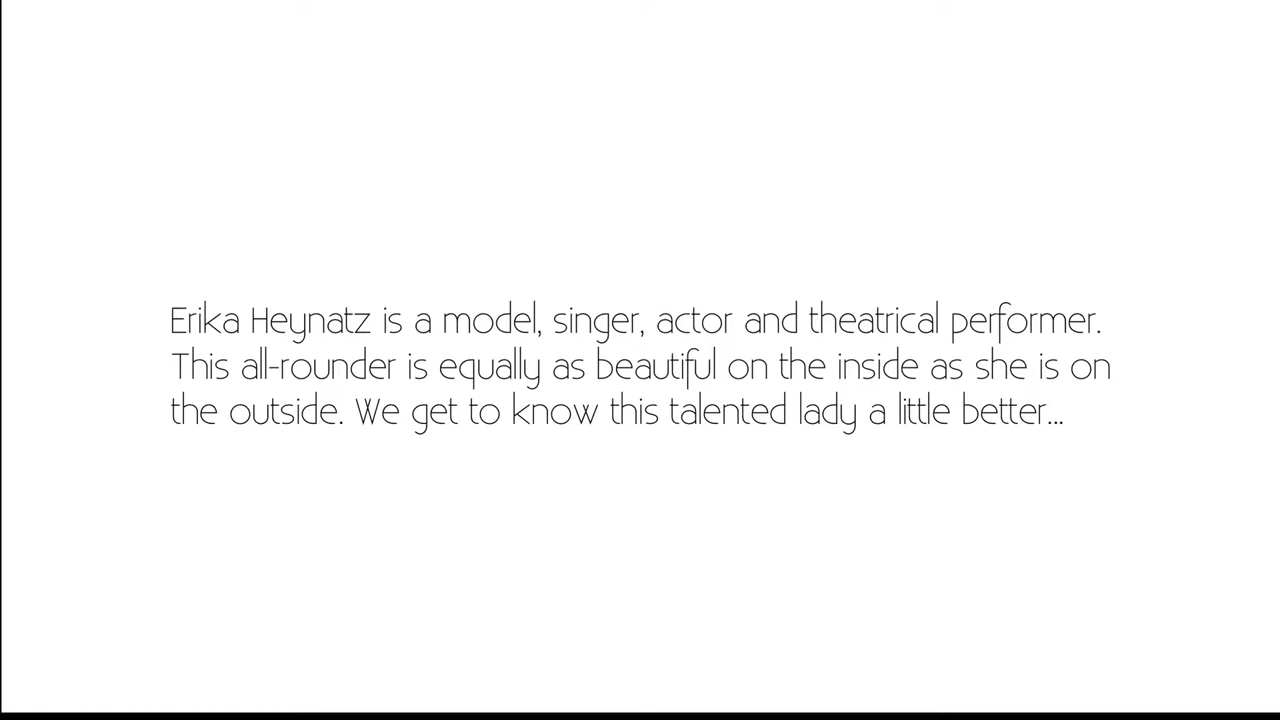 Erika Heynatz is a model, singer, actor and theatrical performer.
This all-rounder is equally as beautiful on the inside as she is on
the outside. We get to know this talented lady a little better...